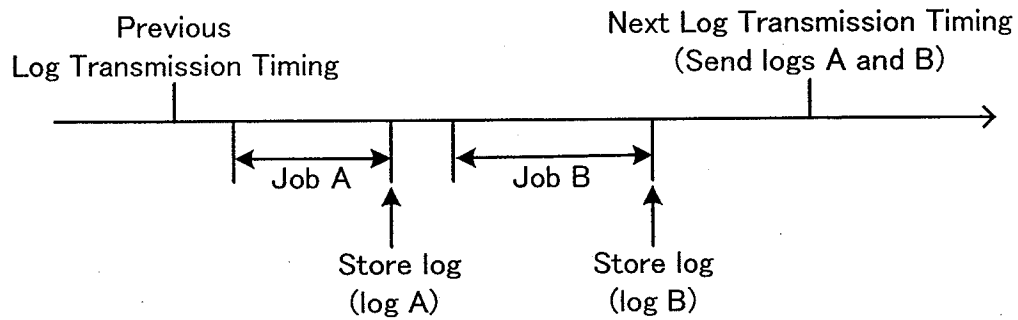 Previous
Log Transmission Timing
Next Log Transmission Timing
(Send logs A and B)
Job A
Job B
Store log
(log A)
Store log
(log B)